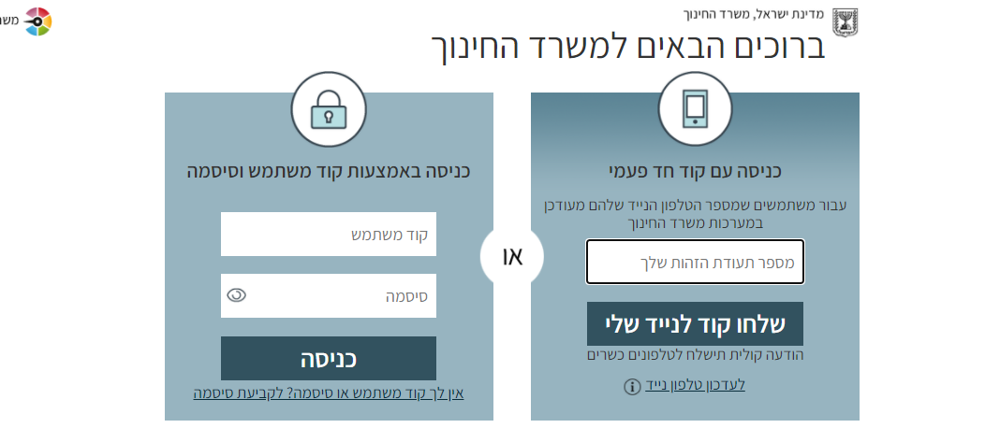 מדינת ישראל, משרד החינוך
ברוכים הבאים למשרד החינוך
כניסה עם קוד חד פעמי
עבור משתמשים שמספר הטלפון הנייד שלהם מעודכן
במערכות משרד החינוך
מספר תעודת הזהות שלך
שלחו קוד לנייד שלי
הודעה קולית תישלח לטלפונים כשרים
לעדכון טלפון נייד
או
כניסה באמצעות קוד משתמש וסיסמה
קוד משתמש
סיסמה
כניסה
אין לך קוד משתמש או סיסמה? לקביעת סיסמה